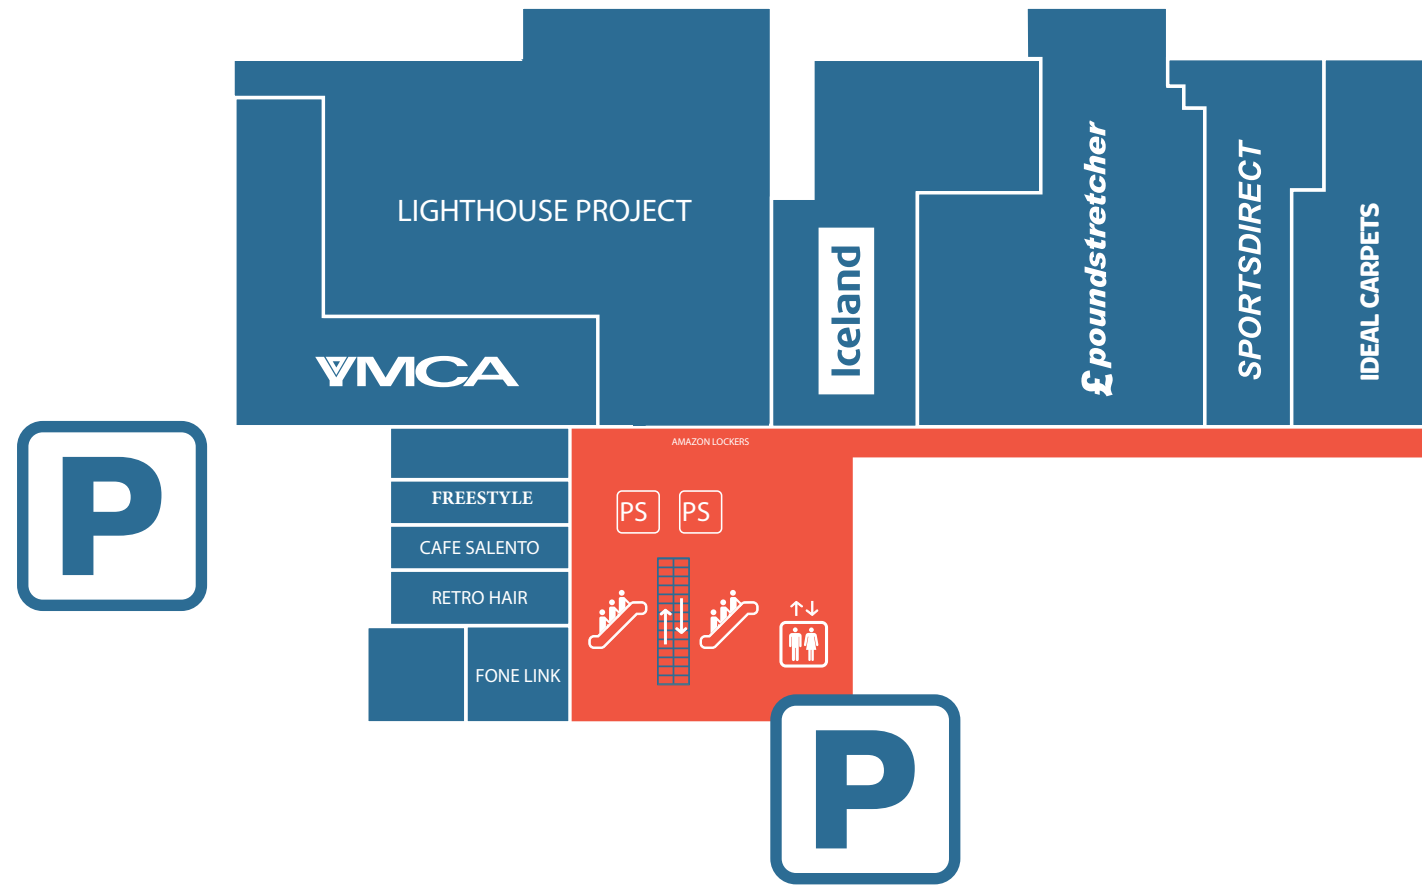 LIGHTHOUSE PROJECT
YMCA
Iceland
£poundstretcher
SPORTSDIRECT
IDEAL CARPETS
AMAZON LOCKERS
FREESTYLE
CAFE SALENTO
RETRO HAIR
FONE LINK
PS PS
P
P